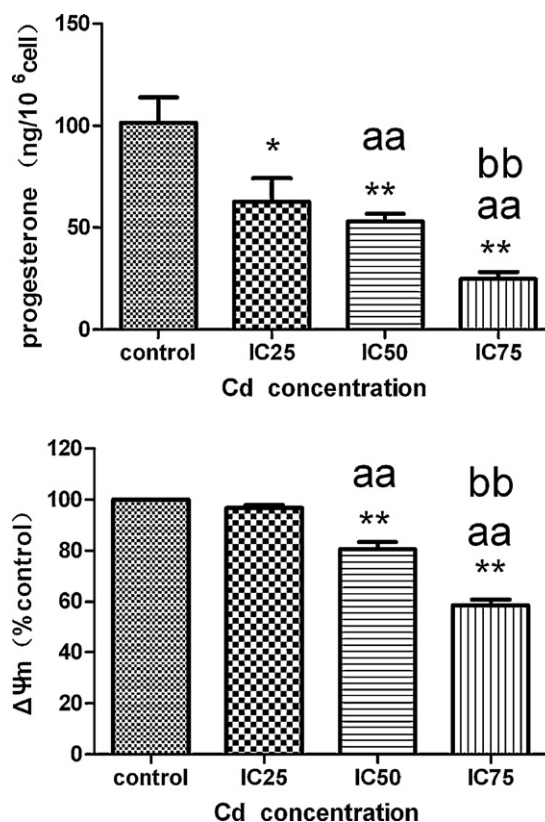 progesterone (ng/10 6cell)
150
100
50
0
*
aa
**
bb
aa
**
control IC25 IC50 IC75
Cd concentration
ΔΨm (% control)
120
100
80
60
40
20
0
aa
**
bb
aa
**
control IC25 IC50 IC75
Cd concentration